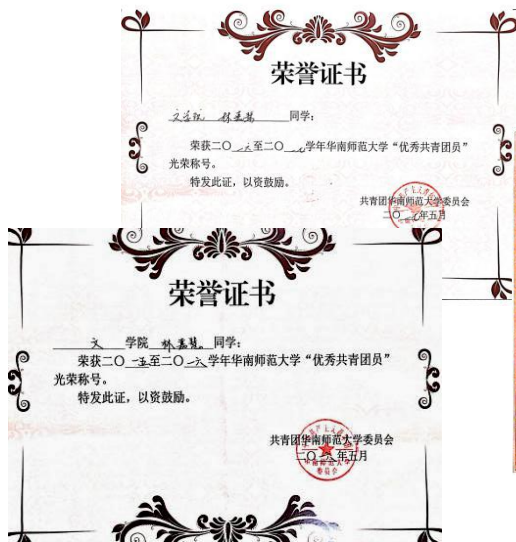 荣誉证书
文学院 林嘉慧 同学:
荣获二〇一六至二〇一七学年华南师范大学“优秀共青团员”
光荣称号。
特发此证,以资鼓励。
共青团华南师范大学委员会
二〇一七年五月
荣誉证书
文 学院 林嘉慧 同学:
荣获二〇一五至二〇一六学年华南师范大学“优秀共青团员”
光荣称号。
特发此证,以资鼓励。
共青团华南师范大学委员会
二〇一六年五月